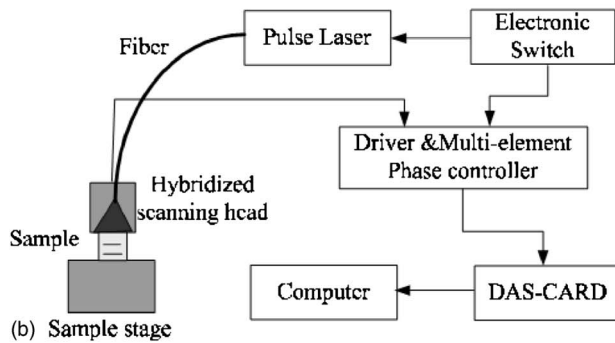 Pulse Laser
Electronic
Switch
Fiber
Driver &Multi-element
Phase controller
Hybridized
scanning head
Sample
Computer
DAS-CARD
(b) Sample stage